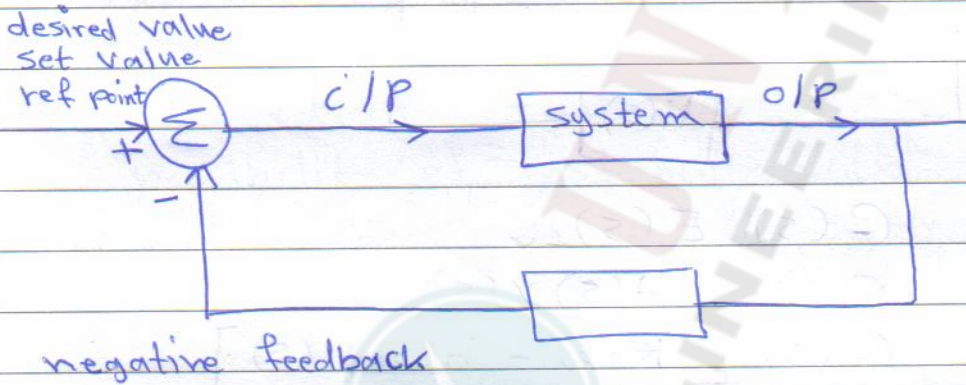 desired value
set value
ref point
i/P
system
o/P
Σ
+
-
negative feedback